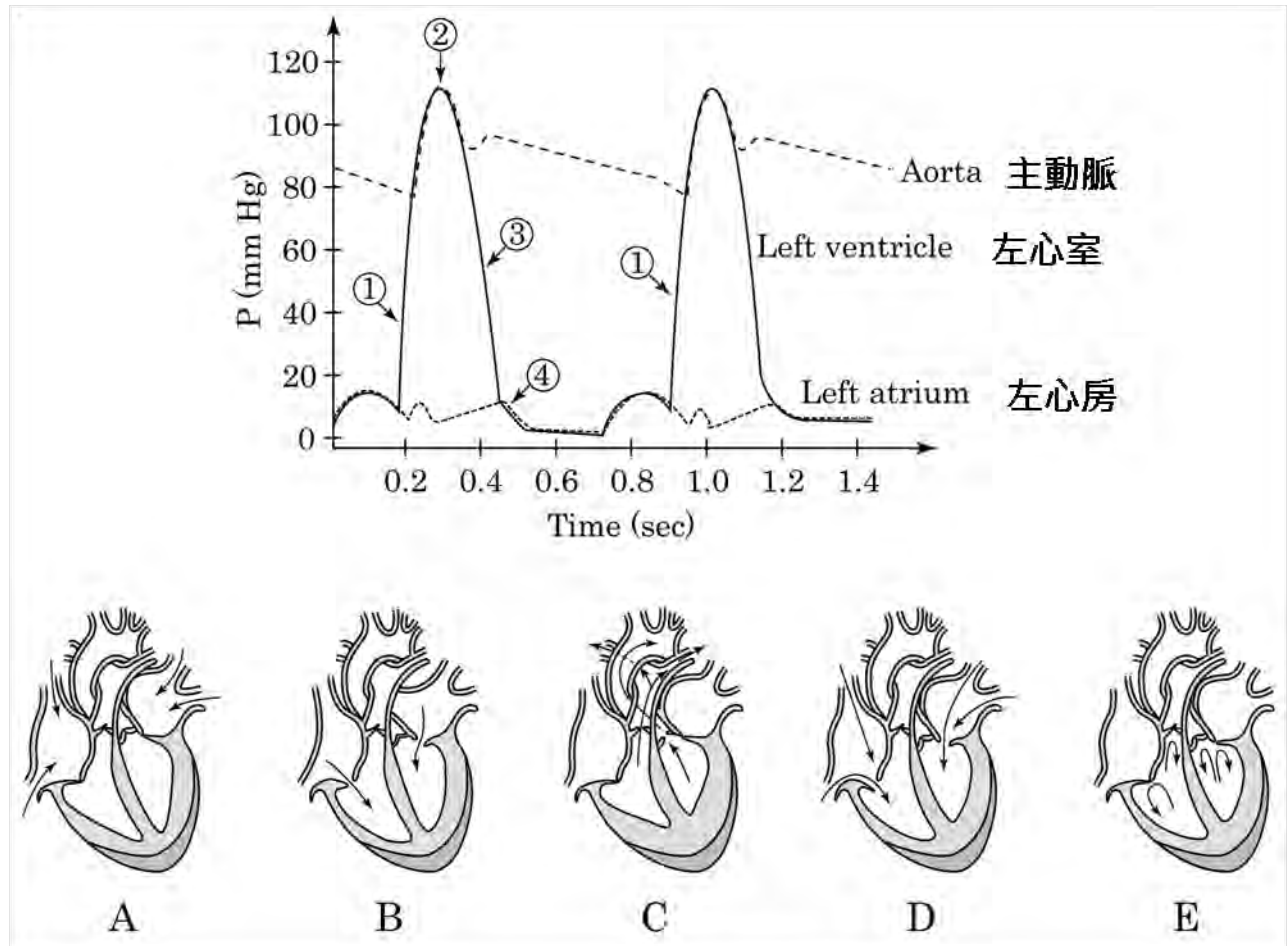 ②
120
100
80
60
40
20
0
P (mm Hg)
①
③
④
①
Aorta 主動脈
Left ventricle 左心室
Left atrium 左心房
0.2 0.4 0.6 0.8 1.0 1.2 1.4
Time (sec)
A B C D E